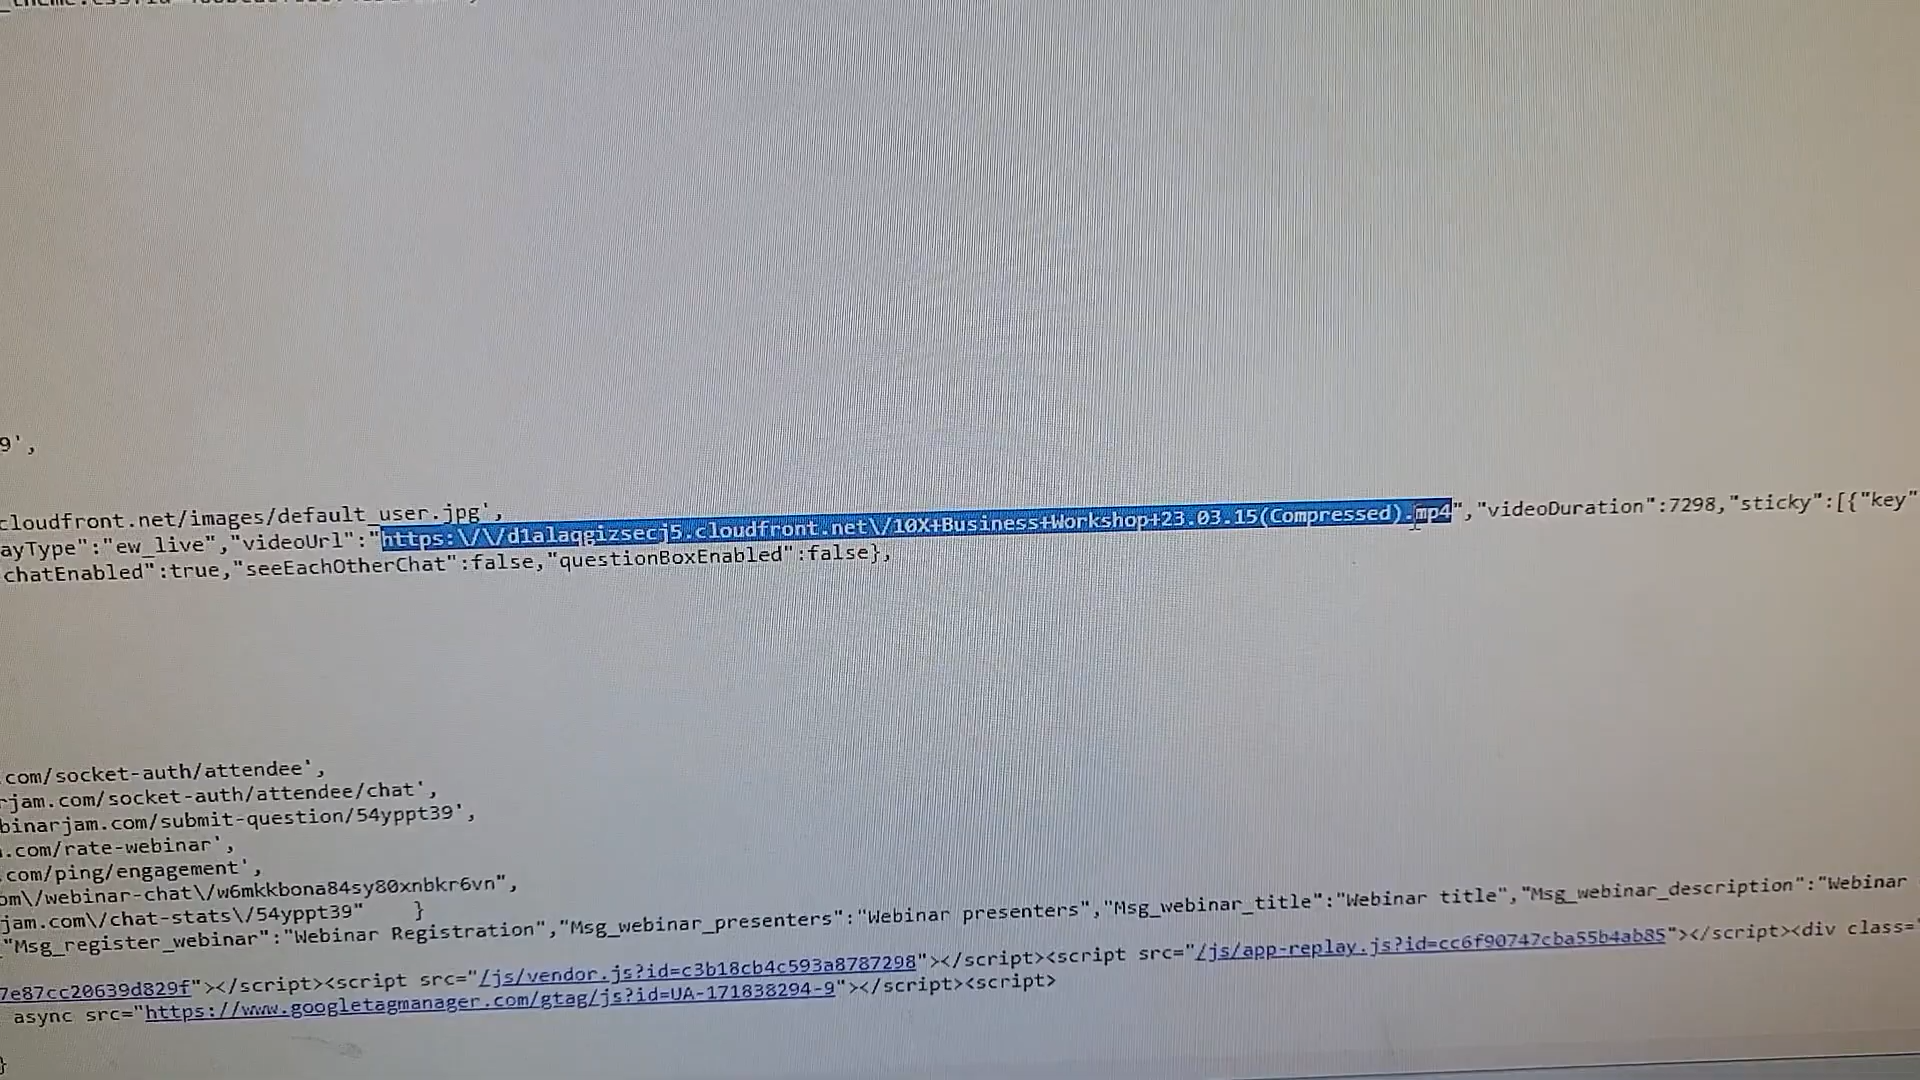 9',
cloudfront.net/images/default_user.jpg',
ayType":"ew_live","videoUrl":"https:\/\/d1alaqgizsecj5.cloudfront.net\/10X+Business+Workshop+23.03.15(Compressed).mp4","videoDuration":7298,"sticky":[{"key"
chatEnabled":true,"seeEachOtherChat":false,"questionBoxEnabled":false},
com/socket-auth/attendee',
rjam.com/socket-auth/attendee/chat',
binarjam.com/submit-question/54yppt39',
.com/rate-webinar',
.com/ping/engagement',
om\/webinar-chat\/w6mkkbona84sy80xnbkr6vn",
jam.com\/chat-stats\/54yppt39" }
"Msg_register_webinar":"Webinar Registration","Msg_webinar_presenters":"Webinar presenters","Msg_webinar_title":"Webinar title","Msg_webinar_description":"Webinar
7e87cc20639d829f"></script><script src="/js/vendor.js?id=c3b18cb4c593a8787298"></script><script src="/js/app-replay.js?id=cc6f90747cba55b4ab85"></script><div class="
async src="https://www.googletagmanager.com/gtag/js?id=UA-171838294-9"></script><script>
}